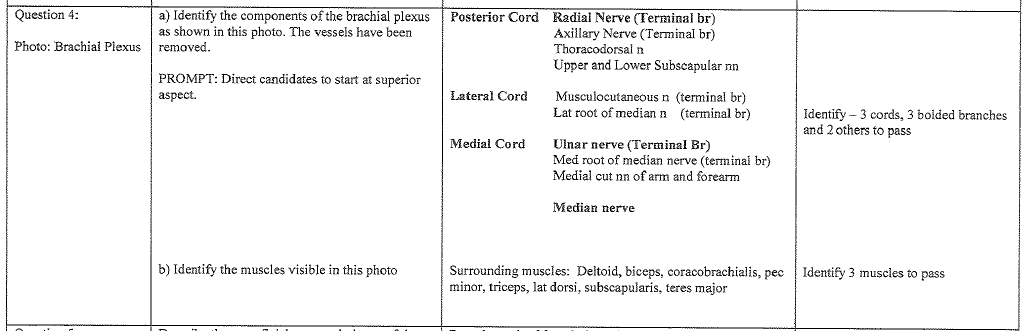 Question 4:
Photo: Brachial Plexus
a) Identify the components of the brachial plexus
as shown in this photo. The vessels have been
removed.
PROMPT: Direct candidates to start at superior
aspect.
Posterior Cord Radial Nerve (Terminal br)
Axillary Nerve (Terminal br)
Thoracodorsal n
Upper and Lower Subscapular nn
Lateral Cord Musculocutaneous n (terminal br)
Lat root of median n (terminal br)
Medial Cord Ulnar nerve (Terminal Br)
Med root of median nerve (terminal br)
Medial cut nn of arm and forearm
Median nerve
Identify – 3 cords, 3 bolded branches
and 2 others to pass
b) Identify the muscles visible in this photo
Surrounding muscles: Deltoid, biceps, coracobrachialis, pec
minor, triceps, lat dorsi, subscapularis, teres major
Identify 3 muscles to pass